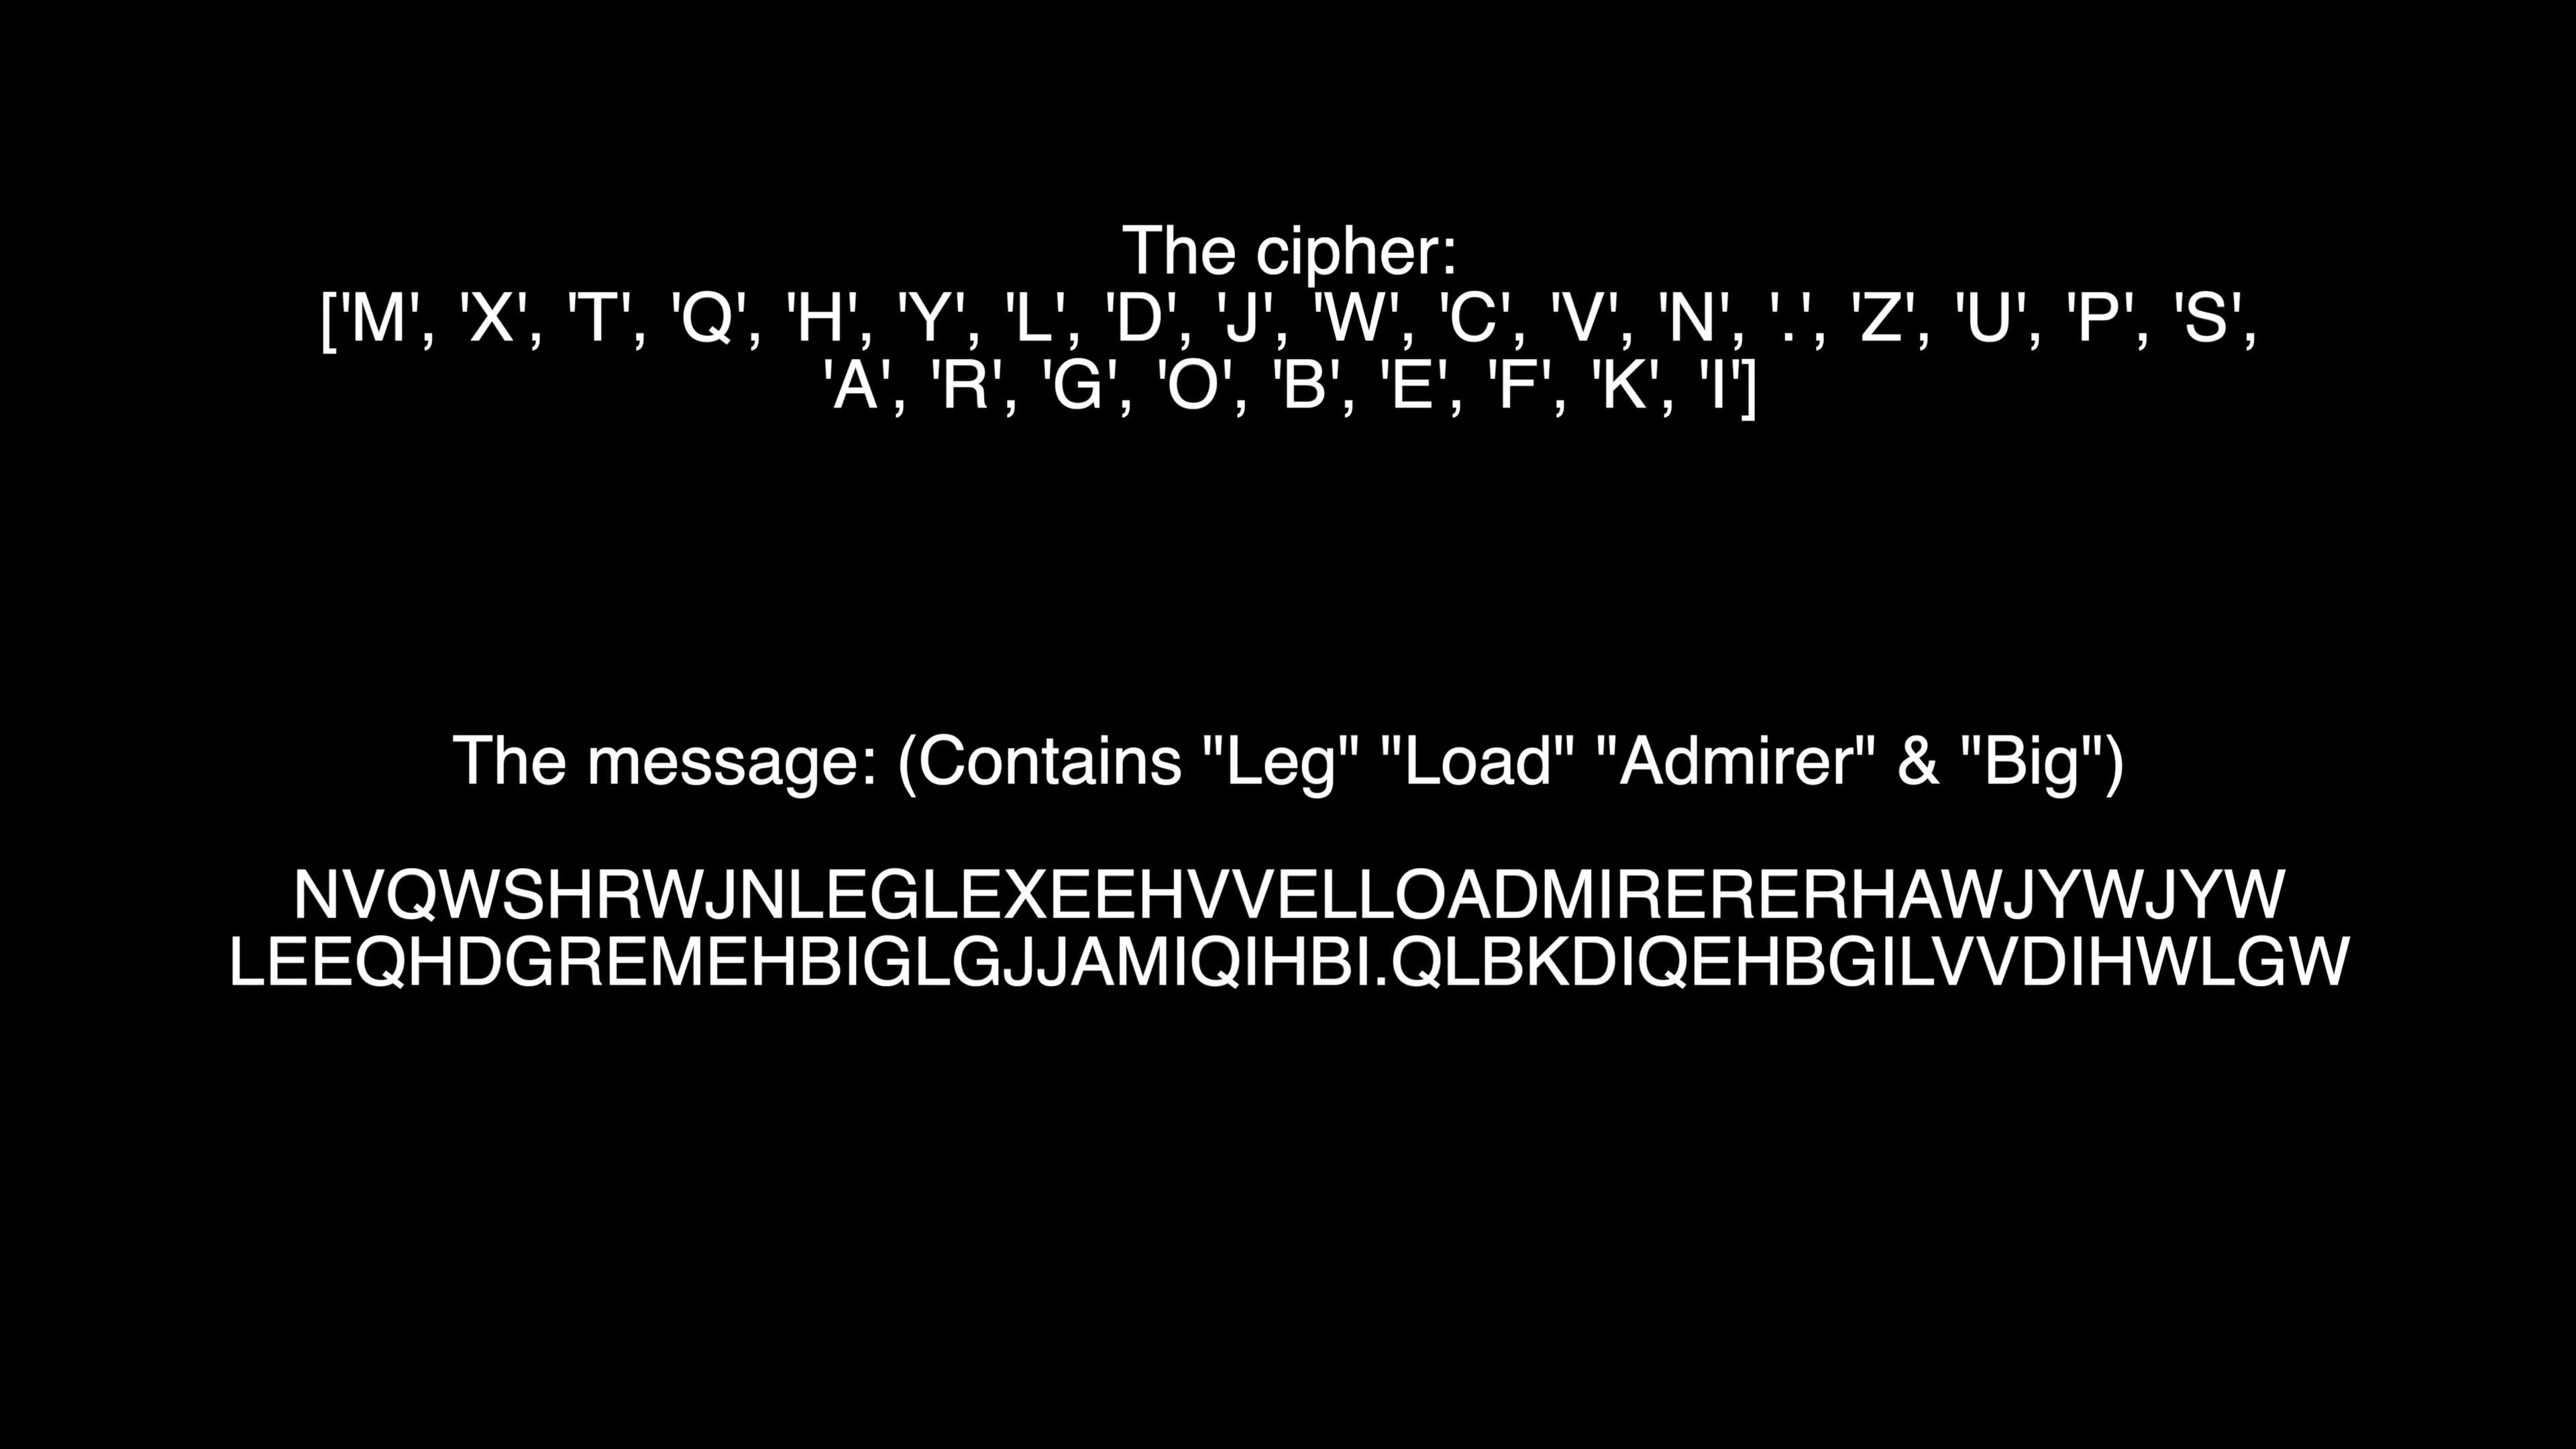 The cipher:
['M', 'X', 'T', 'Q', 'H', 'Y', 'L', 'D', 'J', 'W', 'C', 'V', 'N', '.', 'Z', 'U', 'P', 'S',
'A', 'R', 'G', 'O', 'B', 'E', 'F', 'K', 'I']
The message: (Contains "Leg" "Load" "Admirer" & "Big")
NVQWSHRWJNLEGLEXEEHVVELLOADMIRERERHAWJYWJYW
LEEQHDGREMEHBIGLGJJAMIQIHBI.QLBKDIQEHBGILVVDIHWLGW